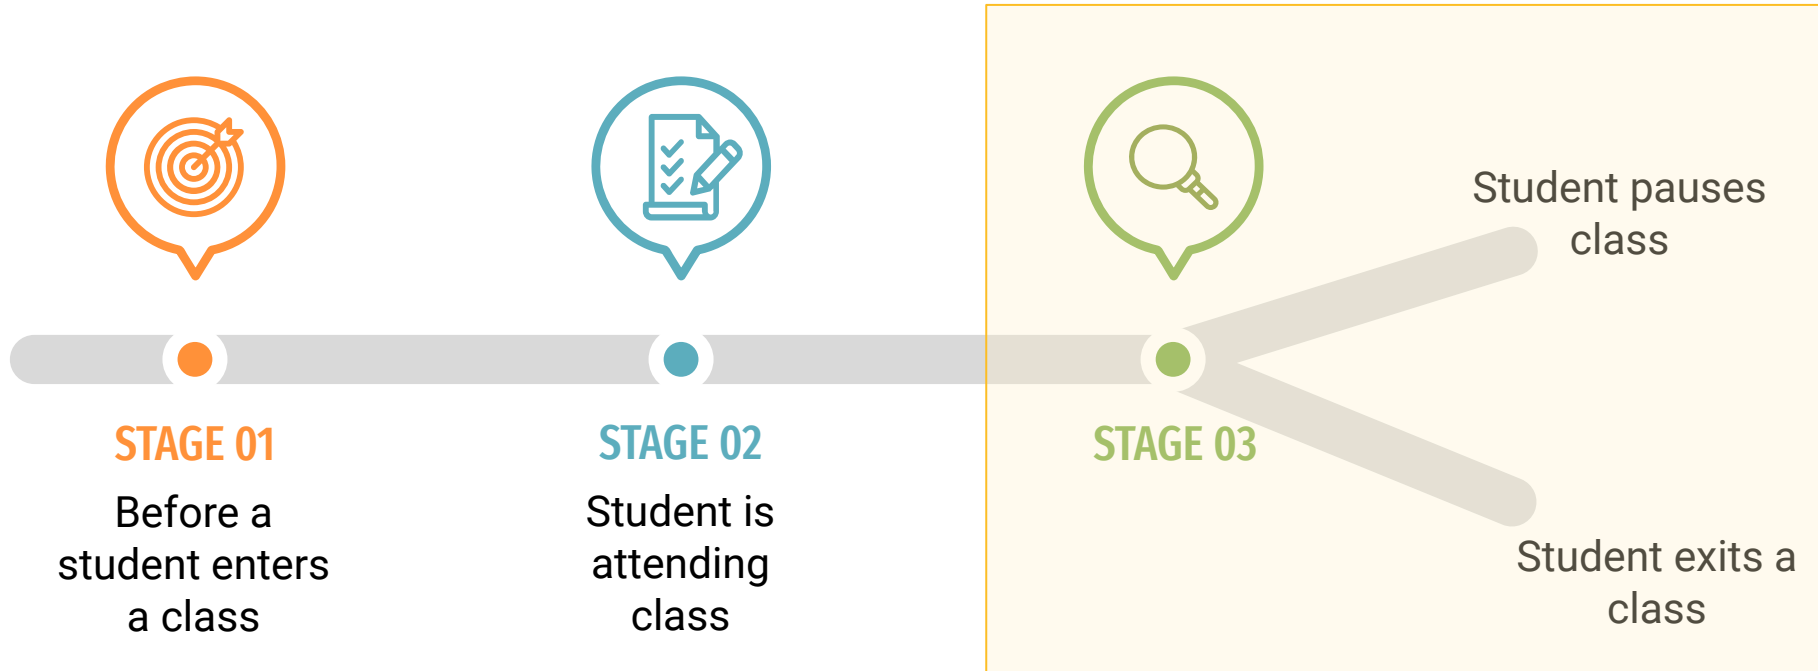 STAGE 01
Before a
student enters
a class
STAGE 02
Student is
attending
class
STAGE 03
Student pauses
class
Student exits a
class